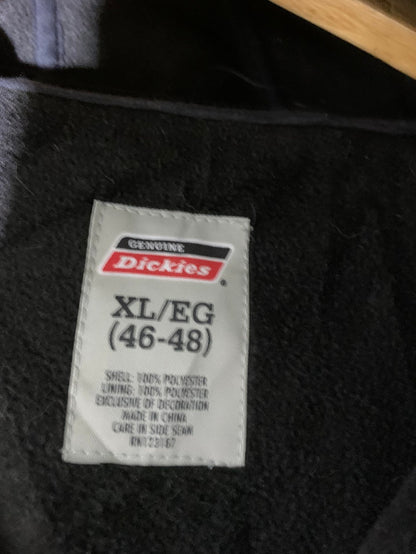 GENUINE
Dickies
®
XL/EG
(46-48)
SHELL: 100% POLYESTER
LINING: 100% POLYESTER
EXCLUSIVE OF DECORATION
MADE IN CHINA
CARE IN SIDE SEAM
RN123167